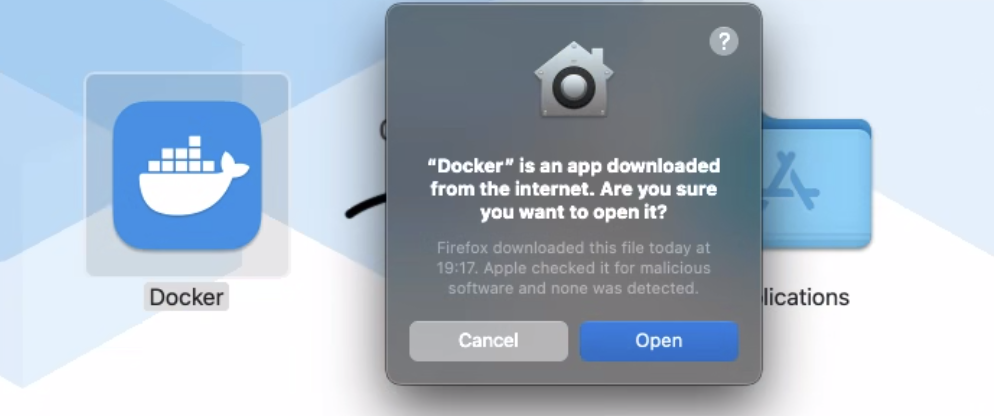 ?
“Docker” is an app downloaded
from the internet. Are you sure
you want to open it?
Firefox downloaded this file today at
19:17. Apple checked it for malicious
software and none was detected.
Cancel
Open
Docker